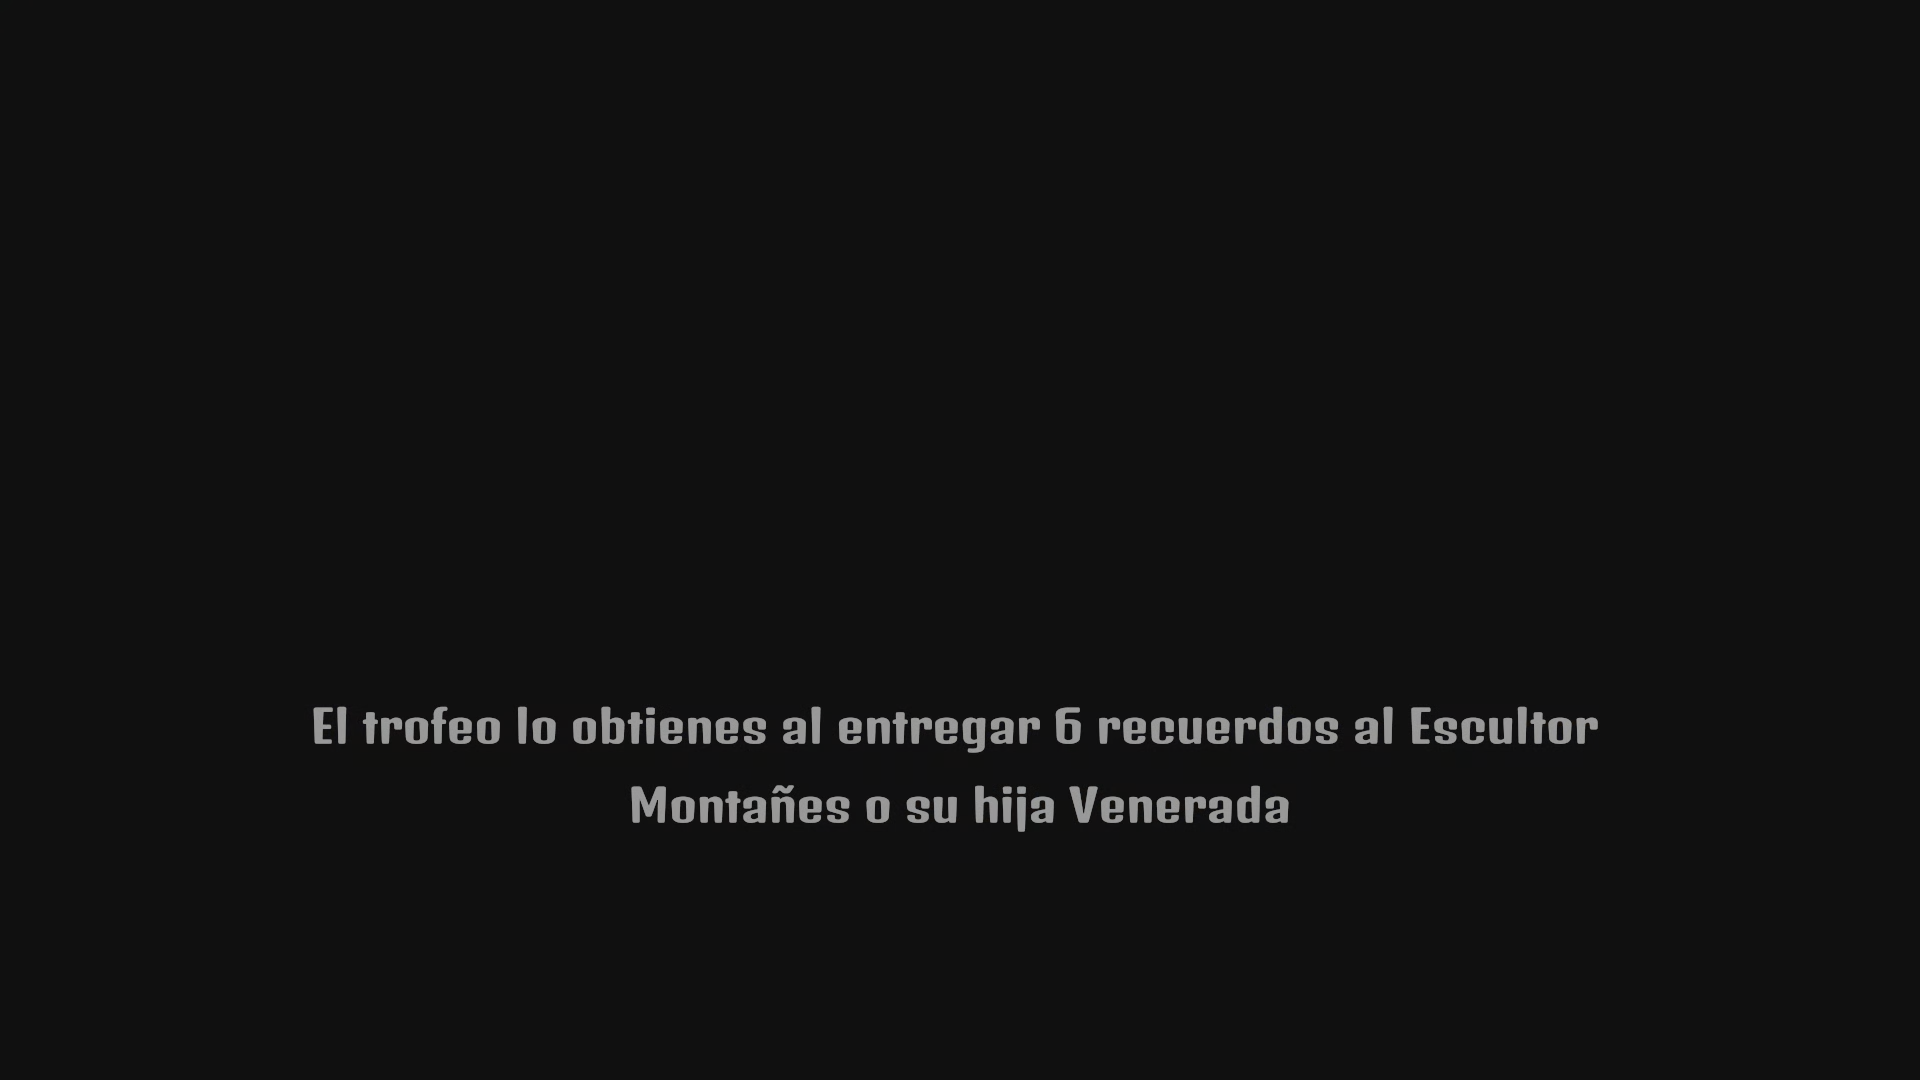 El trofeo lo obtienes al entregar 6 recuerdos al Escultor
Montañes o su hija Venerada